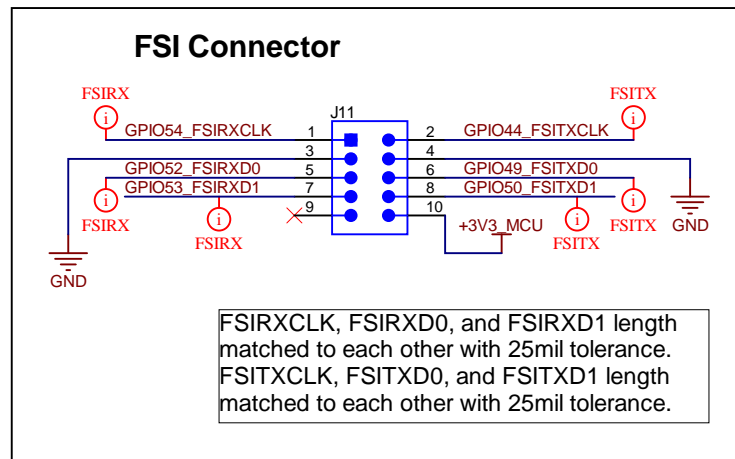 FSI Connector
FSIRX
FSITX
J11
GPIO54_FSIRXCLK
1
2
GPIO44_FSITXCLK
3
4
GPIO52_FSIRXD0
5
6
GPIO49_FSITXD0
GPIO53_FSIRXD1
7
8
GPIO50_FSITXD1
9
10
FSIRX
FSIRX
+3V3_MCU
FSITX
FSITX
GND
GND
FSIRXCLK, FSIRXD0, and FSIRXD1 length
matched to each other with 25mil tolerance.
FSITXCLK, FSITXD0, and FSITXD1 length
matched to each other with 25mil tolerance.